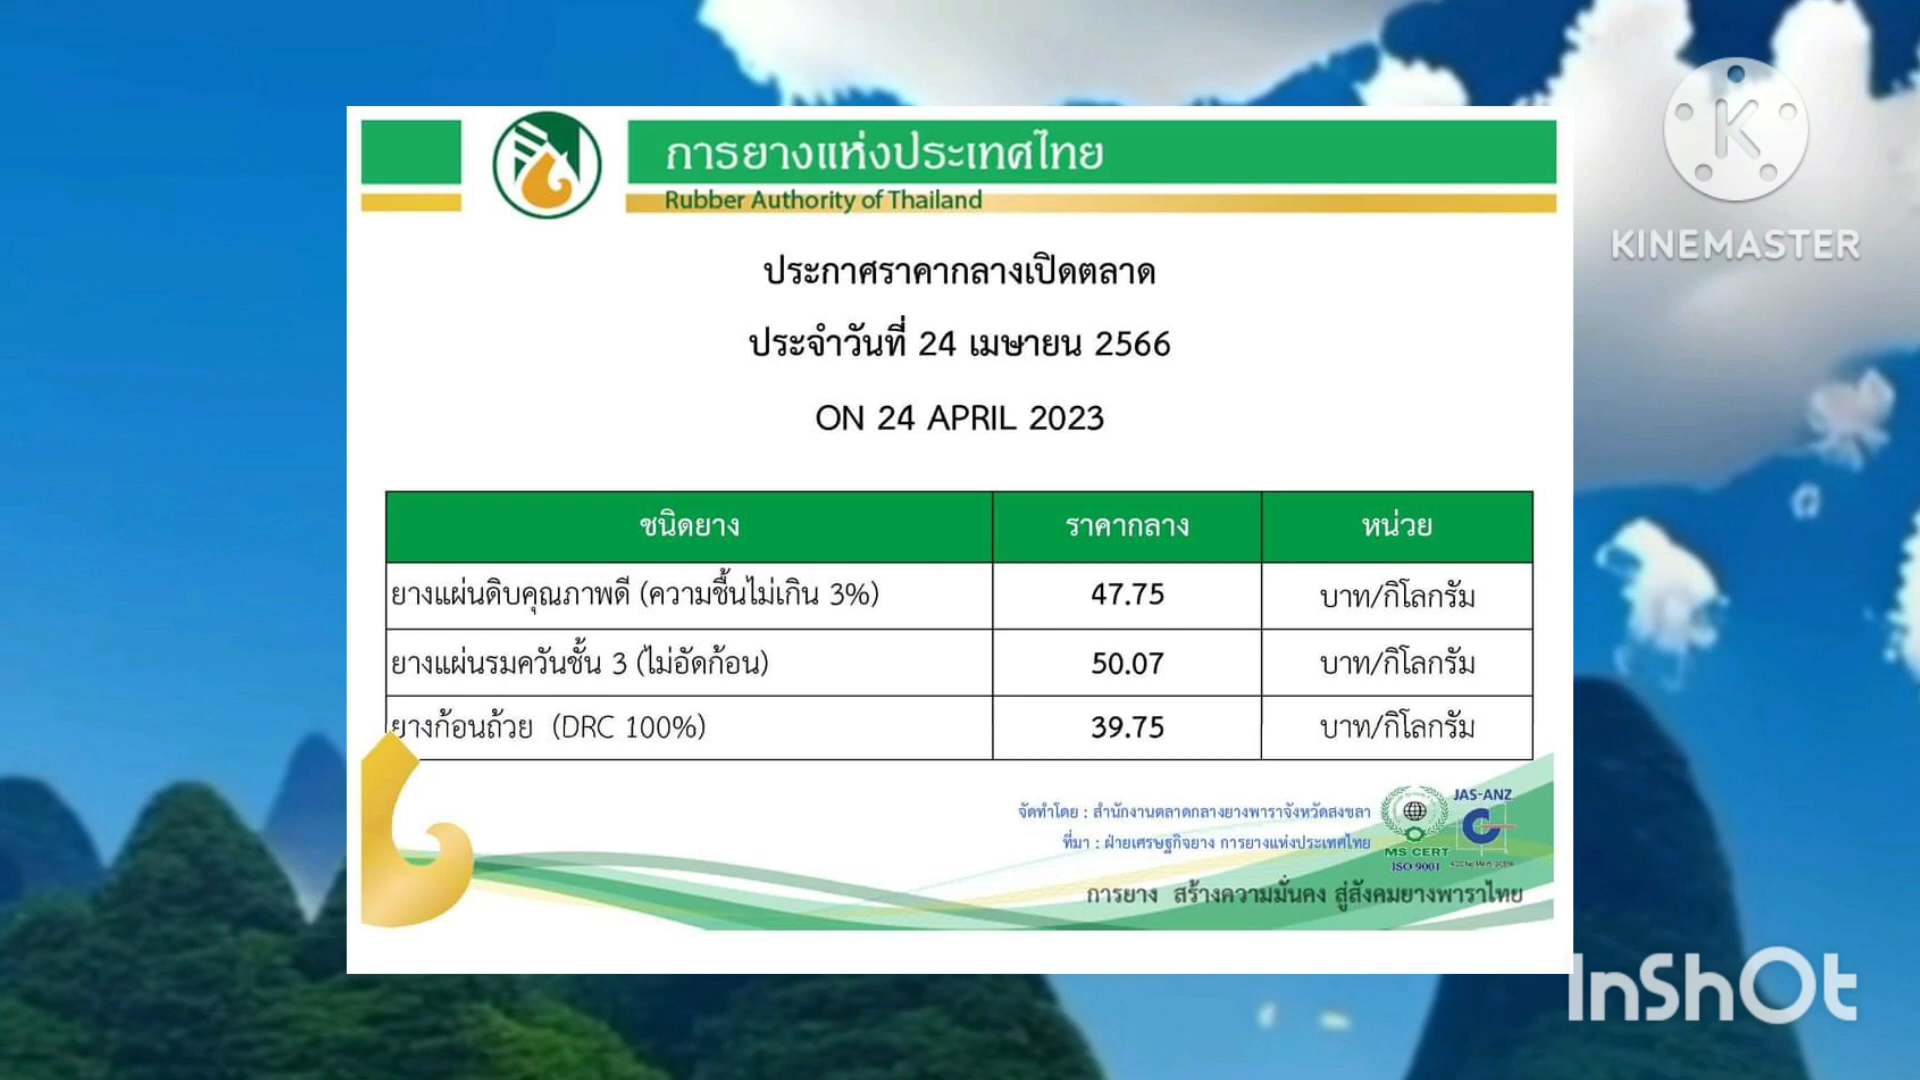 การยางแห่งประเทศไทย
Rubber Authority of Thailand
K
KINEMASTER
ประกาศราคากลางเปิดตลาด
ประจำวันที่ 24 เมษายน 2566
ON 24 APRIL 2023
ชนิดยาง ราคากลาง หน่วย
ยางแผ่นดิบคุณภาพดี (ความชื้นไม่เกิน 3%) 47.75 บาท/กิโลกรัม
ยางแผ่นรมควันชั้น 3 (ไม่อัดก้อน) 50.07 บาท/กิโลกรัม
ยางก้อนถ้วย (DRC 100%) 39.75 บาท/กิโลกรัม
จัดทำโดย : สำนักงานตลาดกลางยางพาราจังหวัดสงขลา
ที่มา : ฝ่ายเศรษฐกิจยาง การยางแห่งประเทศไทย
MS CERT
ISO 9001
JAS-ANZ
การยาง สร้างความมั่นคง สู่สังคมยางพาราไทย
InShOt